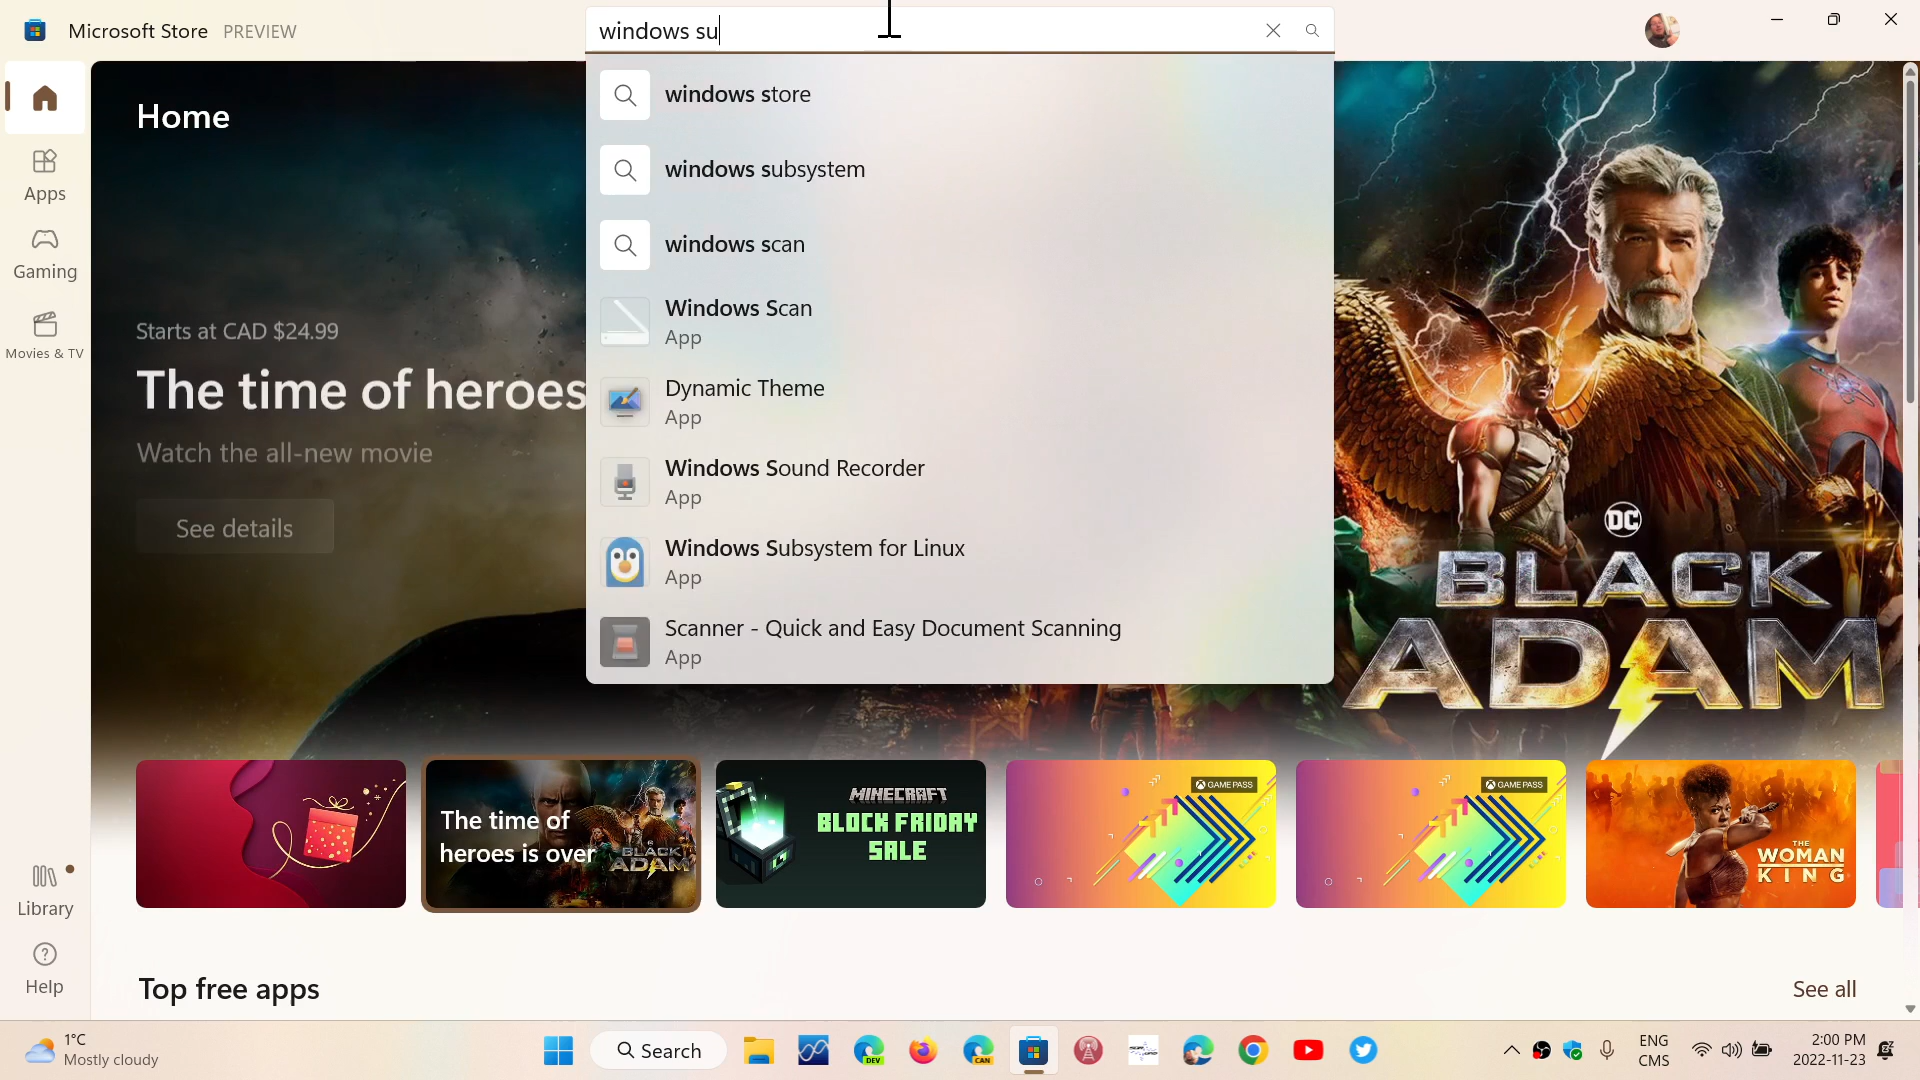 Microsoft Store PREVIEW
windows su
Home
Apps
Gaming
Movies & TV
Library
Help
windows store
windows subsystem
windows scan
Windows Scan
App
Dynamic Theme
App
Windows Sound Recorder
App
Windows Subsystem for Linux
App
Scanner - Quick and Easy Document Scanning
App
Starts at CAD $24.99
The time of heroes
Watch the all-new movie
See details
DC
BLACK
ADAM
The time of
heroes is over
BLACK
ADAM
MINECRAFT
BLOCK FRIDAY
SALE
GAME PASS
GAME PASS
THE
WOMAN
KING
Top free apps
See all
1°C
Mostly cloudy
Search
DEV
CAN
ENG
CMS
2:00 PM
2022-11-23